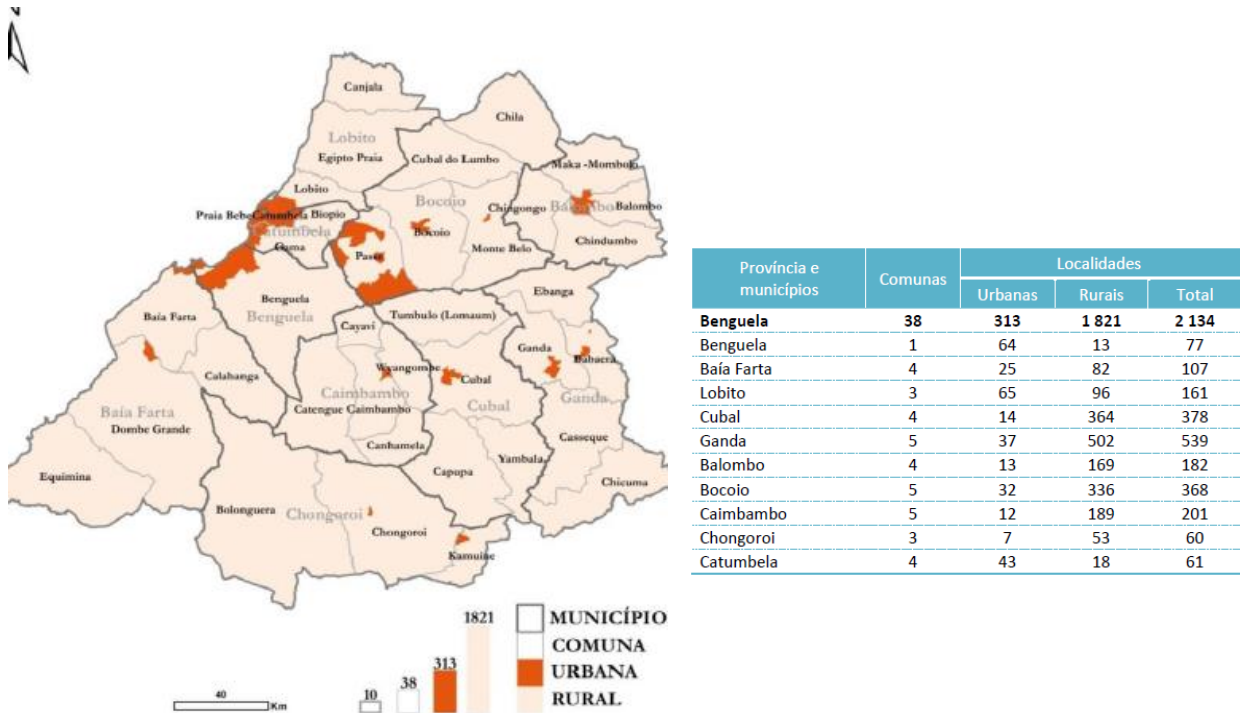 N
Canjala
Chila
Lobito
Egipto Praia
Cubal do Lumbo
Maka -Mombolo
Lobito
Bocoio
Chingongo
Balombo
Balombo
Praia Bebe
Catumbela
Biopio
Catumbela
Bocoio
Chindumbo
Gama
Passe
Monte Belo
Ebanga
Benguela
Baía Farta
Benguela
Cayavi
Tumbulo (Lomaum)
Ganda
Babaera
Calahanga
Wyangombe
Cubal
Caimbambo
Ganda
Baía Farta
Catengue
Caimbambo
Cubal
Dombe Grande
Casseque
Canhamela
Yambala
Equimina
Capupa
Chicuma
Bolonguera
Chongoroi
Chongoroi
Kamuine
1821
313
38
10
MUNICÍPIO
COMUNA
URBANA
RURAL
40
Km
Província e municípios Comunas Localidades
Urbanas Rurais Total
Benguela 38 313 1 821 2 134
Benguela 1 64 13 77
Baía Farta 4 25 82 107
Lobito 3 65 96 161
Cubal 4 14 364 378
Ganda 5 37 502 539
Balombo 4 13 169 182
Bocoio 5 32 336 368
Caimbambo 5 12 189 201
Chongoroi 3 7 53 60
Catumbela 4 43 18 61